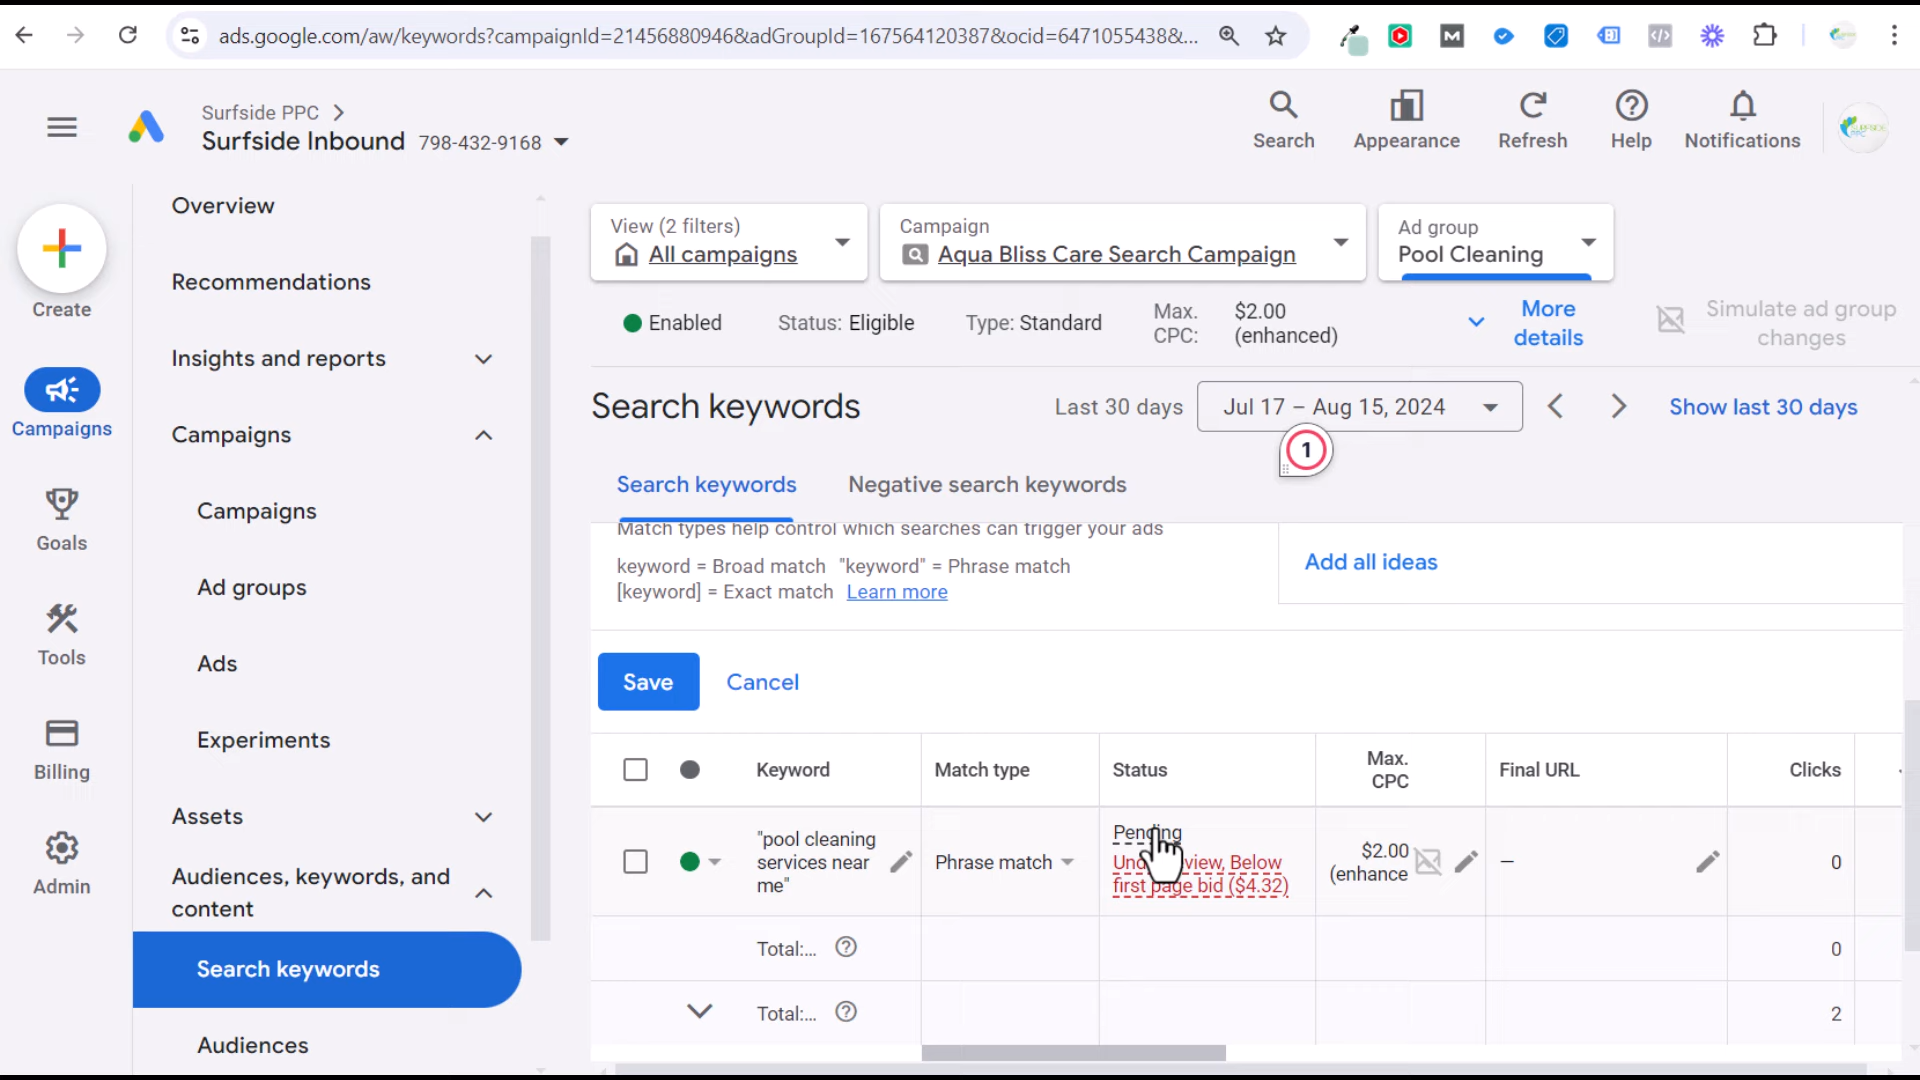 ads.google.com/aw/keywords?campaignId=21456880946&adGroupId=167564120387&ocid=6471055438&...
Surfside PPC
Surfside Inbound 798-432-9168
Search
Appearance
Refresh
Help
Notifications
Create
Campaigns
Goals
Tools
Billing
Admin
Overview
Recommendations
Insights and reports
Campaigns
Campaigns
Ad groups
Ads
Experiments
Assets
Audiences, keywords, and
content
Search keywords
Audiences
View (2 filters)
All campaigns
Campaign
Aqua Bliss Care Search Campaign
Ad group
Pool Cleaning
Enabled
Status: Eligible
Type: Standard
Max.
CPC:
$2.00
(enhanced)
More
details
Simulate ad group
changes
Search keywords
Last 30 days
Jul 17 – Aug 15, 2024
Show last 30 days
1
Search keywords
Negative search keywords
Match types help control which searches can trigger your ads
keyword = Broad match "keyword" = Phrase match
[keyword] = Exact match Learn more
Add all ideas
Save
Cancel
Keyword
Match type
Status
Max.
CPC
Final URL
Clicks
"pool cleaning
services near
me"
Phrase match
Pending
view, Below
first page bid ($4.32)
$2.00
(enhance
–
0
Total:...
0
Total:...
2